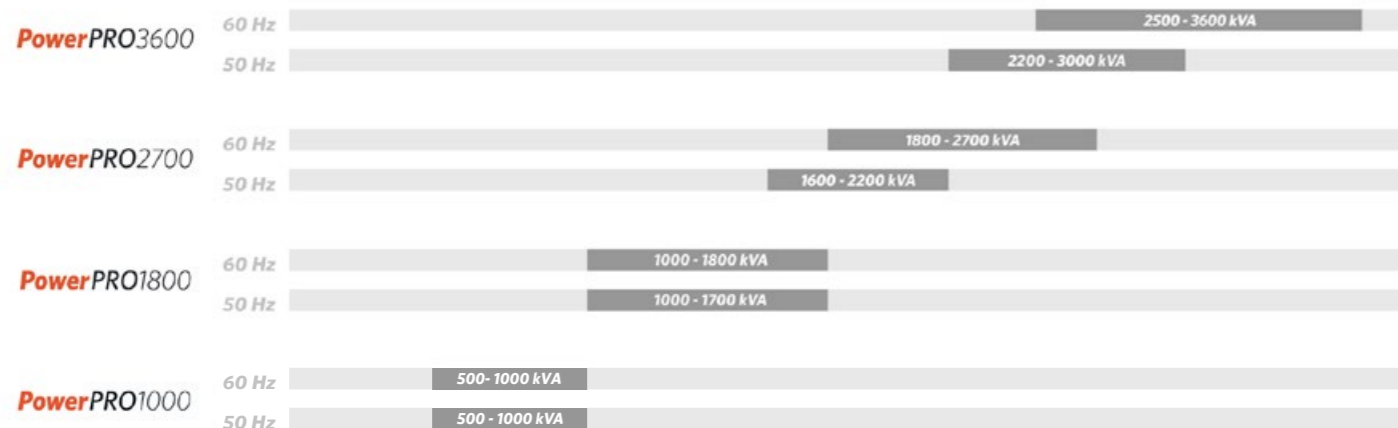 60 Hz 2500 - 3600 kVA
PowerPRO3600
50 Hz 2200 - 3000 kVA
60 Hz 1800 - 2700 kVA
PowerPRO2700
50 Hz 1600 - 2200 kVA
60 Hz 1000 - 1800 kVA
PowerPRO1800
50 Hz 1000 - 1700 kVA
60 Hz 500- 1000 kVA
PowerPRO1000
50 Hz 500 - 1000 kVA